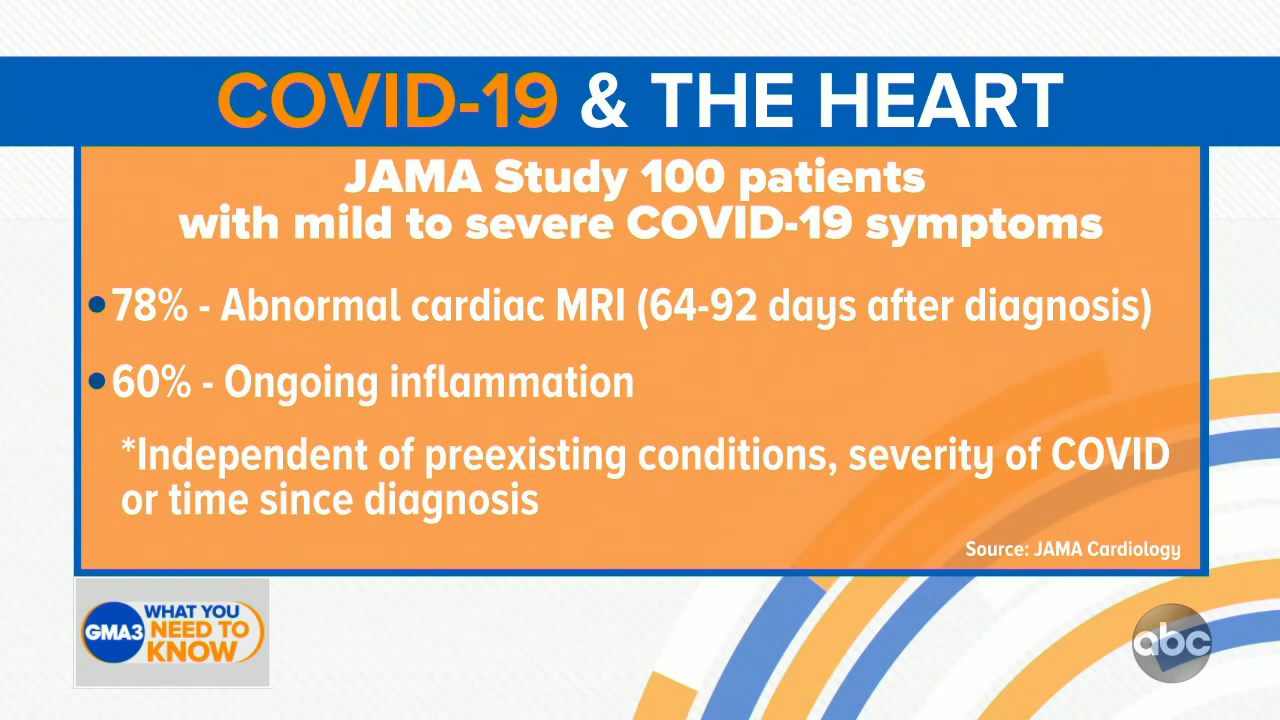 COVID-19 & THE HEART
JAMA Study 100 patients
with mild to severe COVID-19 symptoms
•78% - Abnormal cardiac MRI (64-92 days after diagnosis)
•60% - Ongoing inflammation
*Independent of preexisting conditions, severity of COVID
or time since diagnosis
Source: JAMA Cardiology
GMA3
WHAT YOU
NEED TO
KNOW
abc